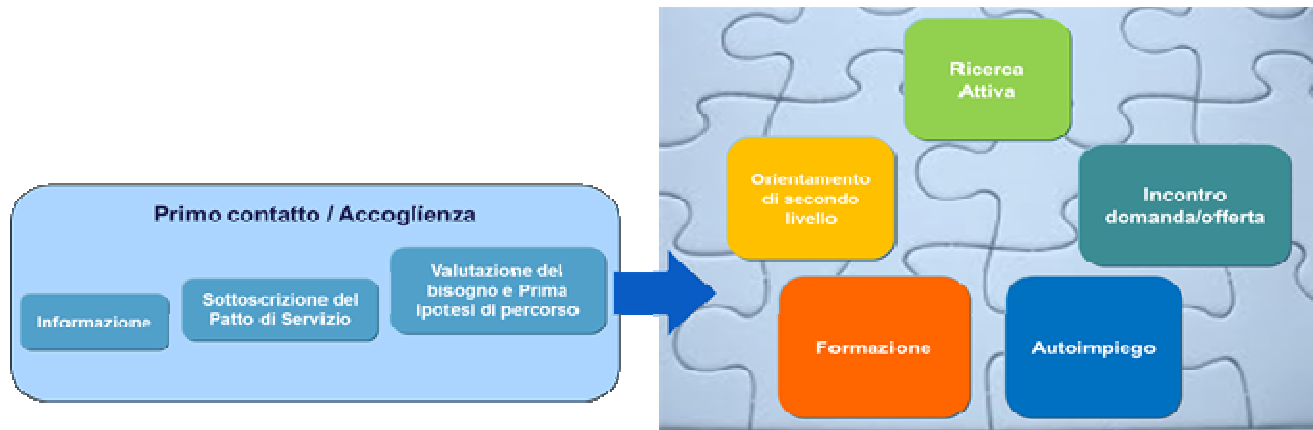 Primo contatto / Accoglienza
Informazione
Sottoscrizione del
Patto di Servizio
Valutazione del
bisogno e Prima
ipotesi di percorso
Ricerca
Attiva
Orientamento
di secondo
livello
Incontro
domanda/offerta
Formazione
Autoimpiego